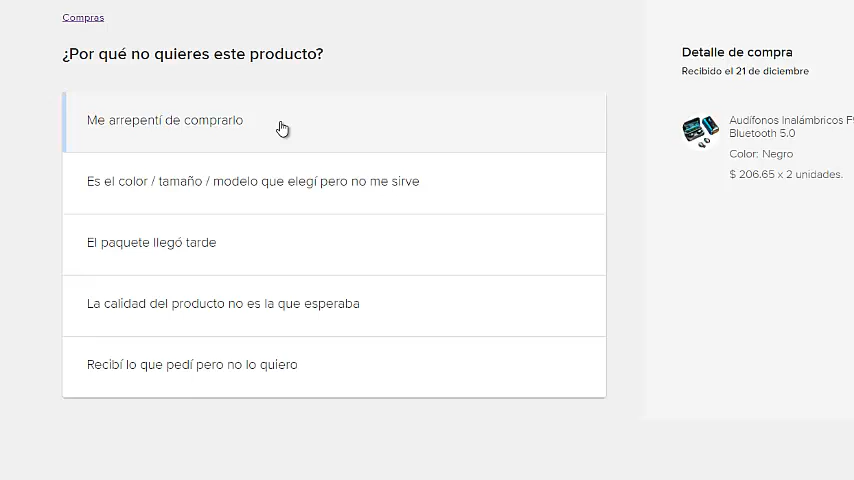 Compras
¿Por qué no quieres este producto?
Me arrepentí de comprarlo
Es el color / tamaño / modelo que elegí pero no me sirve
El paquete llegó tarde
La calidad del producto no es la que esperaba
Recibí lo que pedí pero no lo quiero
Detalle de compra
Recibido el 21 de diciembre
Audífonos Inalámbricos
Bluetooth 5.0
Color: Negro
$ 206.65 x 2 unidades.